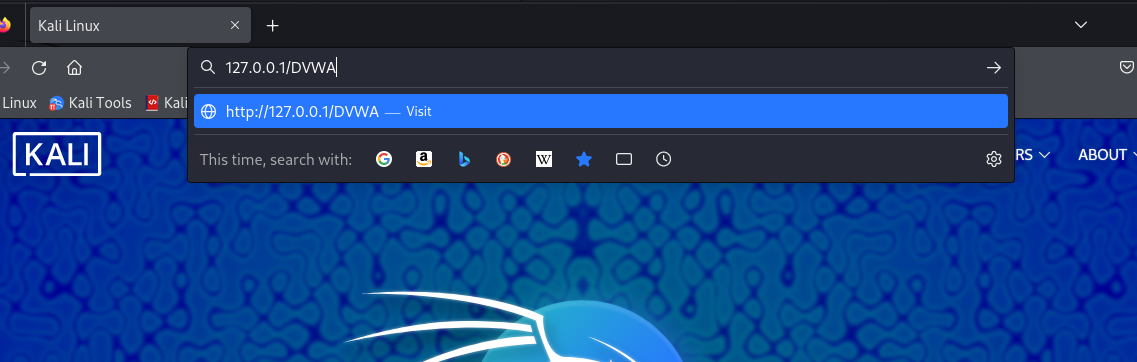 Kali Linux
127.0.0.1/DVWA
Linux Kali Tools Kali
http://127.0.0.1/DVWA — Visit
This time, search with:
KALI
RS ABOUT